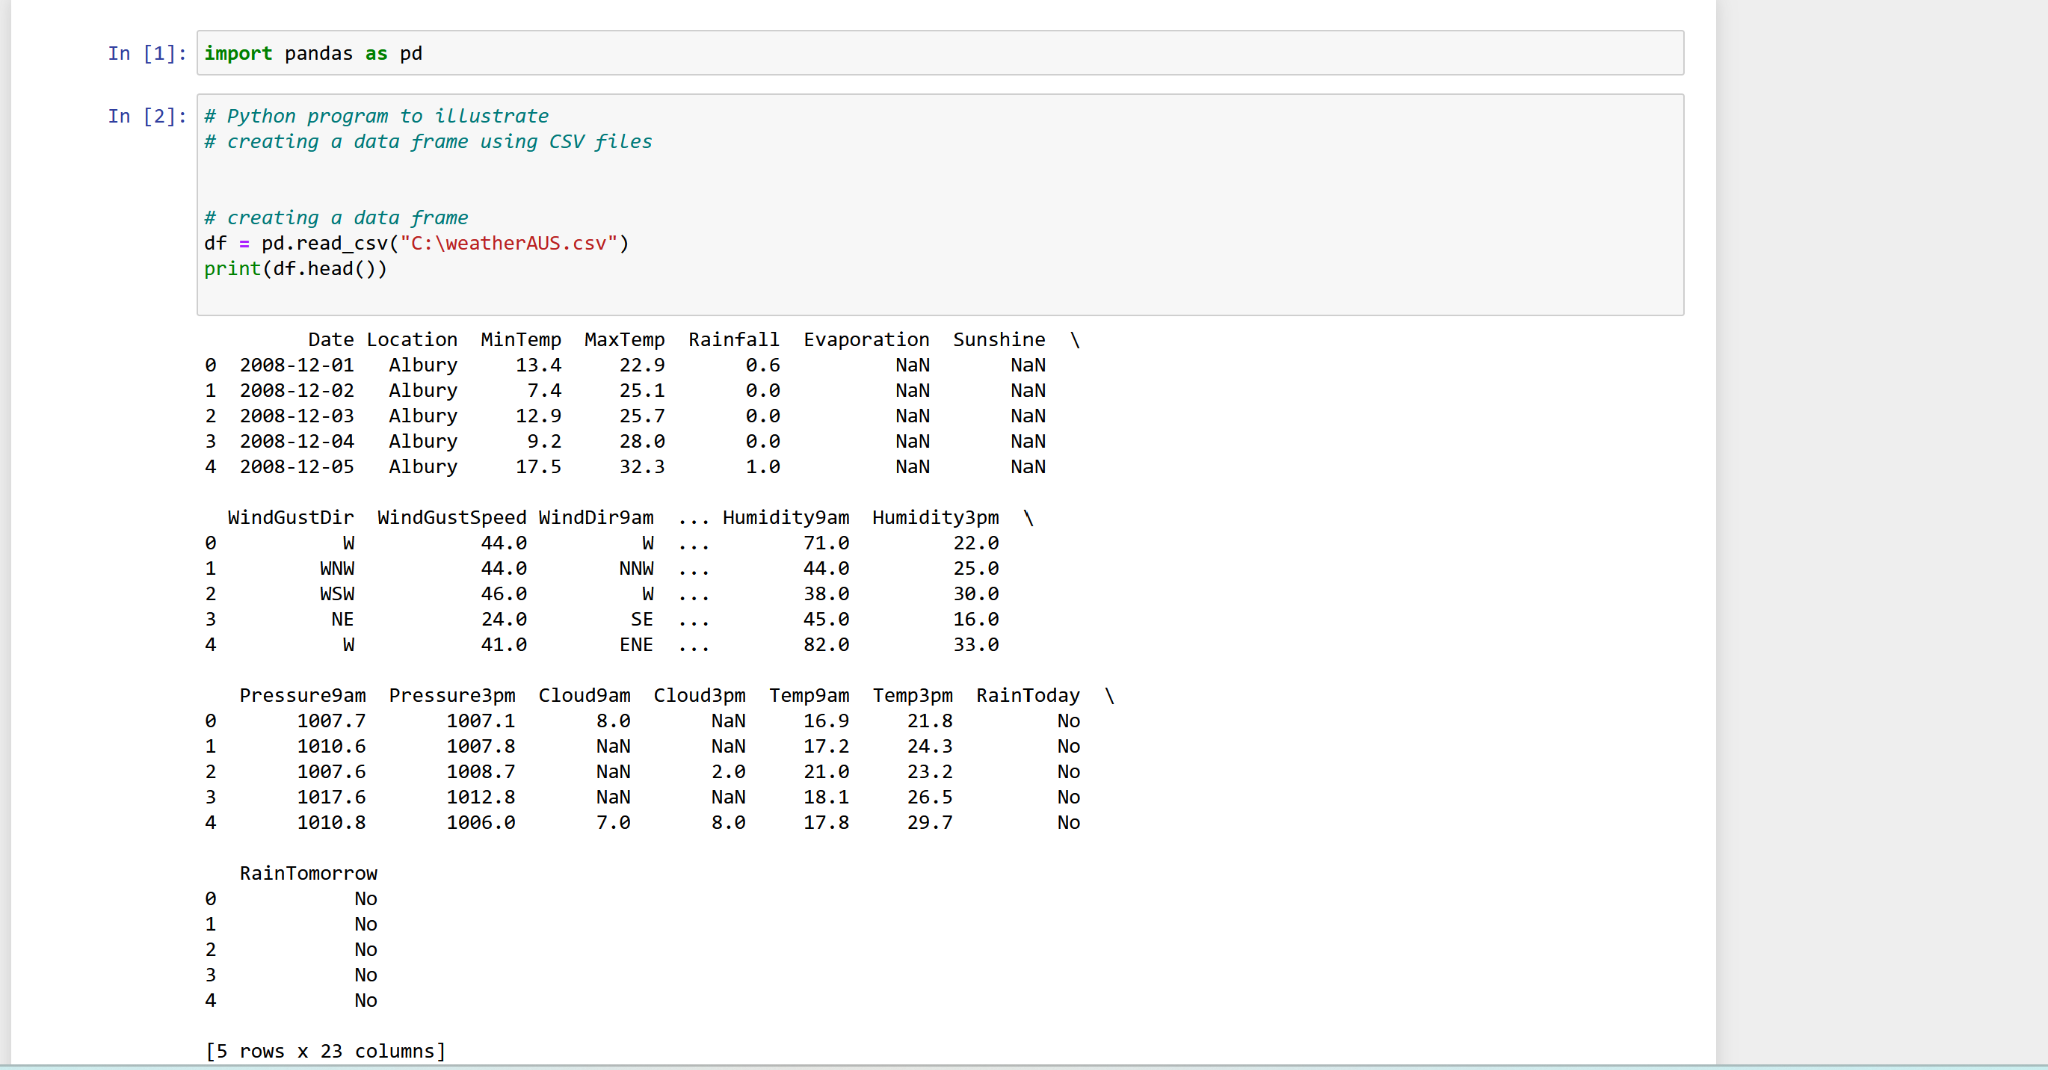 In [1]: import pandas as pd
In [2]: # Python program to illustrate
# creating a data frame using CSV files
# creating a data frame
df = pd.read_csv("C:\weatherAUS.csv")
print(df.head())
Date Location MinTemp MaxTemp Rainfall Evaporation Sunshine \
0 2008-12-01 Albury 13.4 22.9 0.6 NaN NaN
1 2008-12-02 Albury 7.4 25.1 0.0 NaN NaN
2 2008-12-03 Albury 12.9 25.7 0.0 NaN NaN
3 2008-12-04 Albury 9.2 28.0 0.0 NaN NaN
4 2008-12-05 Albury 17.5 32.3 1.0 NaN NaN
WindGustDir WindGustSpeed WindDir9am ... Humidity9am Humidity3pm \
0 W 44.0 W ... 71.0 22.0
1 WNW 44.0 NNW ... 44.0 25.0
2 WSW 46.0 W ... 38.0 30.0
3 NE 24.0 SE ... 45.0 16.0
4 W 41.0 ENE ... 82.0 33.0
Pressure9am Pressure3pm Cloud9am Cloud3pm Temp9am Temp3pm RainToday \
0 1007.7 1007.1 8.0 NaN 16.9 21.8 No
1 1010.6 1007.8 NaN NaN 17.2 24.3 No
2 1007.6 1008.7 NaN 2.0 21.0 23.2 No
3 1017.6 1012.8 NaN NaN 18.1 26.5 No
4 1010.8 1006.0 7.0 8.0 17.8 29.7 No
RainTomorrow
0 No
1 No
2 No
3 No
4 No
[5 rows x 23 columns]